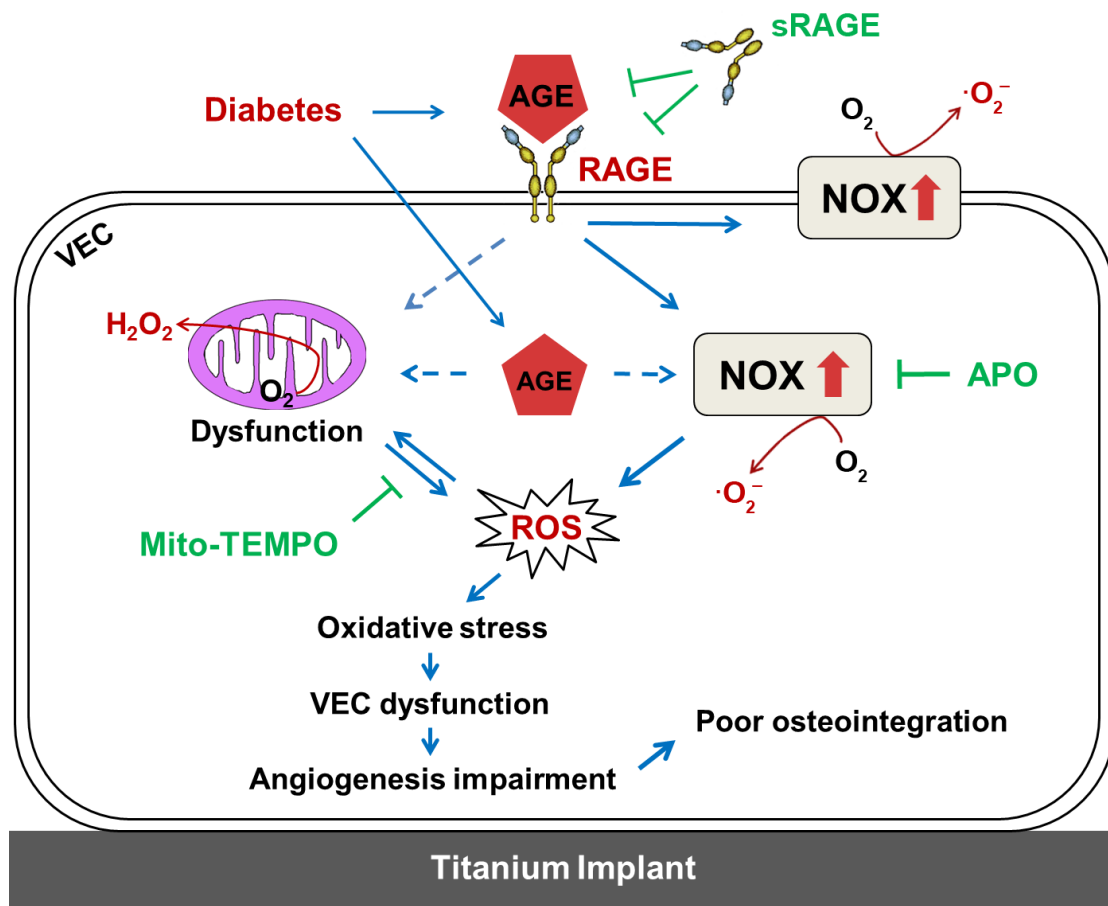 sRAGE
AGE
Diabetes
O₂
·O₂⁻
RAGE
NOX
VEC
H₂O₂
O₂
Dysfunction
AGE
NOX
APO
O₂
·O₂⁻
ROS
Mito-TEMPO
Oxidative stress
VEC dysfunction
Poor osteointegration
Angiogenesis impairment
Titanium Implant